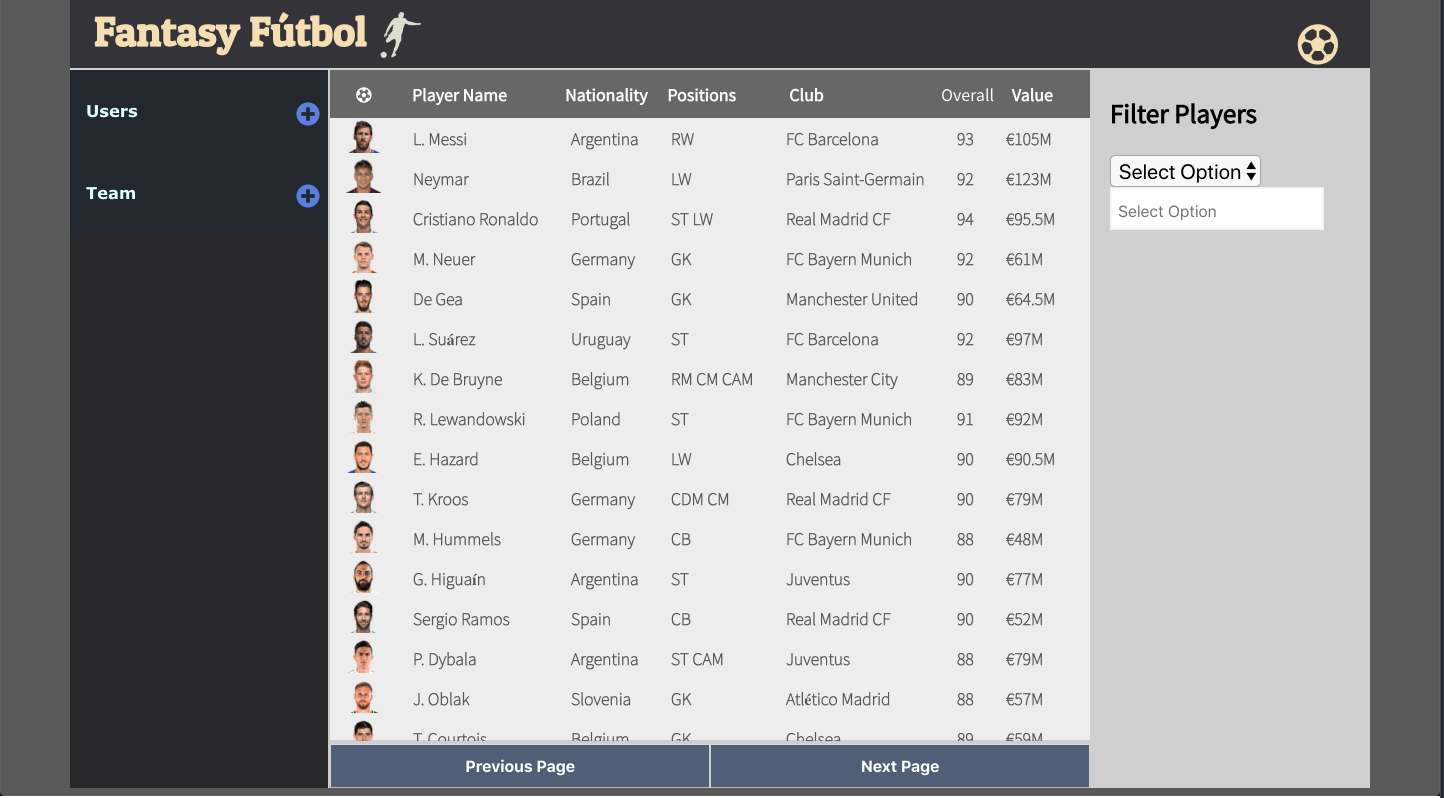 Fantasy Fútbol
Users
Team
Player Name Nationality Positions Club Overall Value
L. Messi Argentina RW FC Barcelona 93 €105M
Neymar Brazil LW Paris Saint-Germain 92 €123M
Cristiano Ronaldo Portugal ST LW Real Madrid CF 94 €95.5M
M. Neuer Germany GK FC Bayern Munich 92 €61M
De Gea Spain GK Manchester United 90 €64.5M
L. Suárez Uruguay ST FC Barcelona 92 €97M
K. De Bruyne Belgium RM CM CAM Manchester City 89 €83M
R. Lewandowski Poland ST FC Bayern Munich 91 €92M
E. Hazard Belgium LW Chelsea 90 €90.5M
T. Kroos Germany CDM CM Real Madrid CF 90 €79M
M. Hummels Germany CB FC Bayern Munich 88 €48M
G. Higuaín Argentina ST Juventus 90 €77M
Sergio Ramos Spain CB Real Madrid CF 90 €52M
P. Dybala Argentina ST CAM Juventus 88 €79M
J. Oblak Slovenia GK Atlético Madrid 88 €57M
T. Courtois Belgium GK Chelsea 89 €59M
Previous Page Next Page
Filter Players
Select Option
Select Option